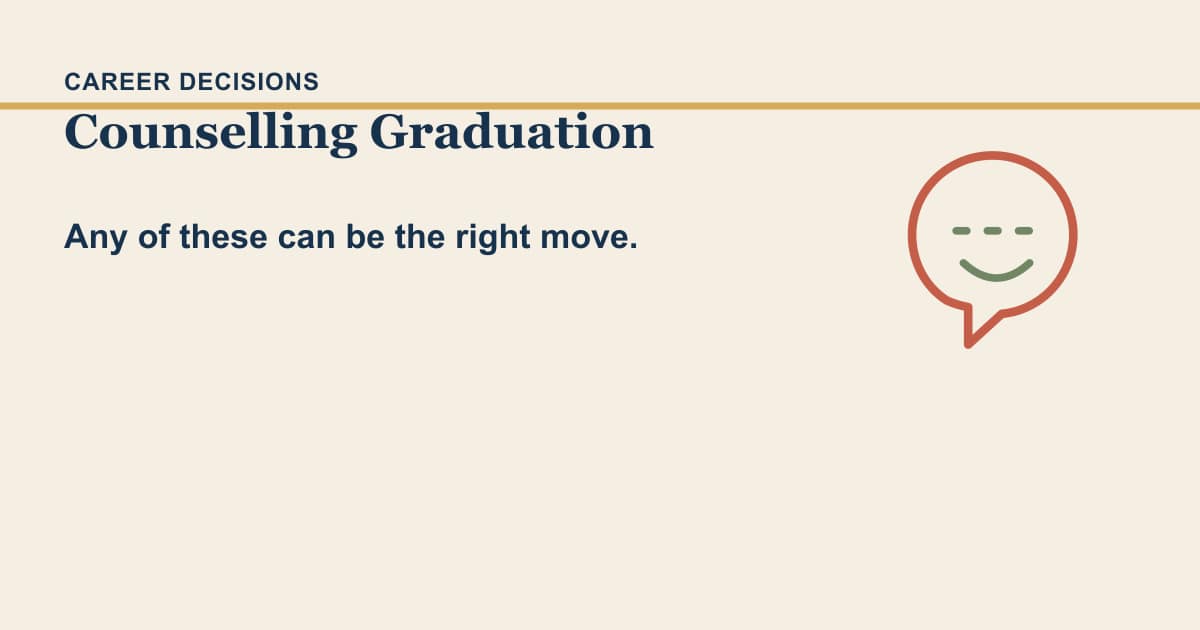 CAREER DECISIONS
Counselling Graduation
Any of these can be the right move.